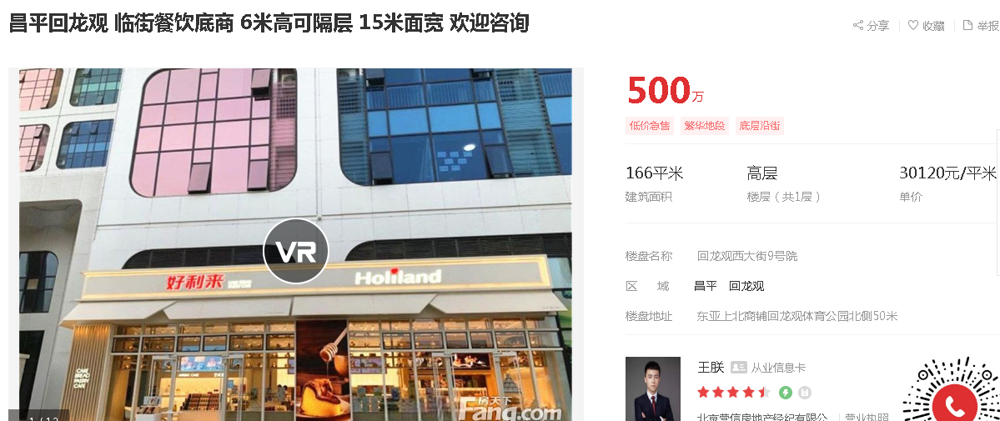 昌平回龙观 临街餐饮底商 6米高可隔层 15米面宽 欢迎咨询
分享 收藏 举报
500万
低价急售 繁华地段 底层沿街
166平米 高层 30120元/平米
建筑面积 楼层（共1层） 单价
楼盘名称 回龙观西大街9号院
区 域 昌平 回龙观
楼盘地址 东亚上北商铺回龙观体育公园北侧50米
王朕 从业信息卡
北京营信房地产经纪有限公 营业执照
VR
好利来 Holiland
CAKE
BREAD
PASTRY
CAFE
房天下
Fang.com
1 / 12